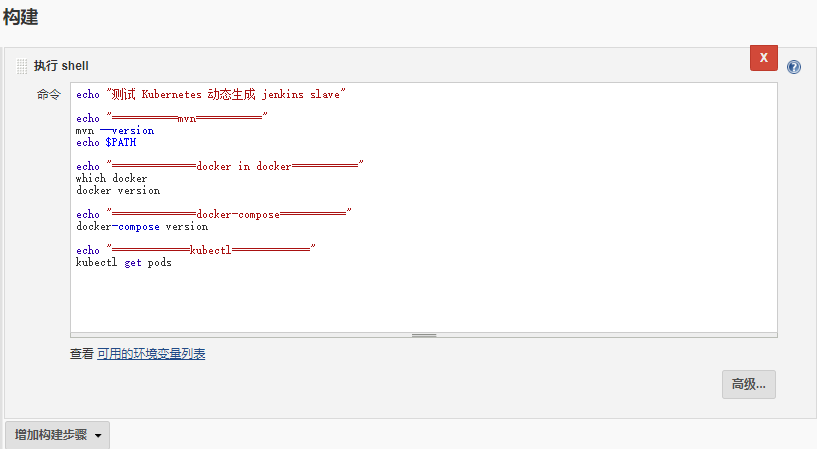 构建
执行 shell
X
命令
echo "测试 Kubernetes 动态生成 jenkins slave"
echo "===========mvn==========="
mvn --version
echo $PATH
echo "==============docker in docker==========="
which docker
docker version
echo "==============docker-compose==========="
docker-compose version
echo "=============kubectl============="
kubectl get pods
查看 可用的环境变量列表
高级...
增加构建步骤